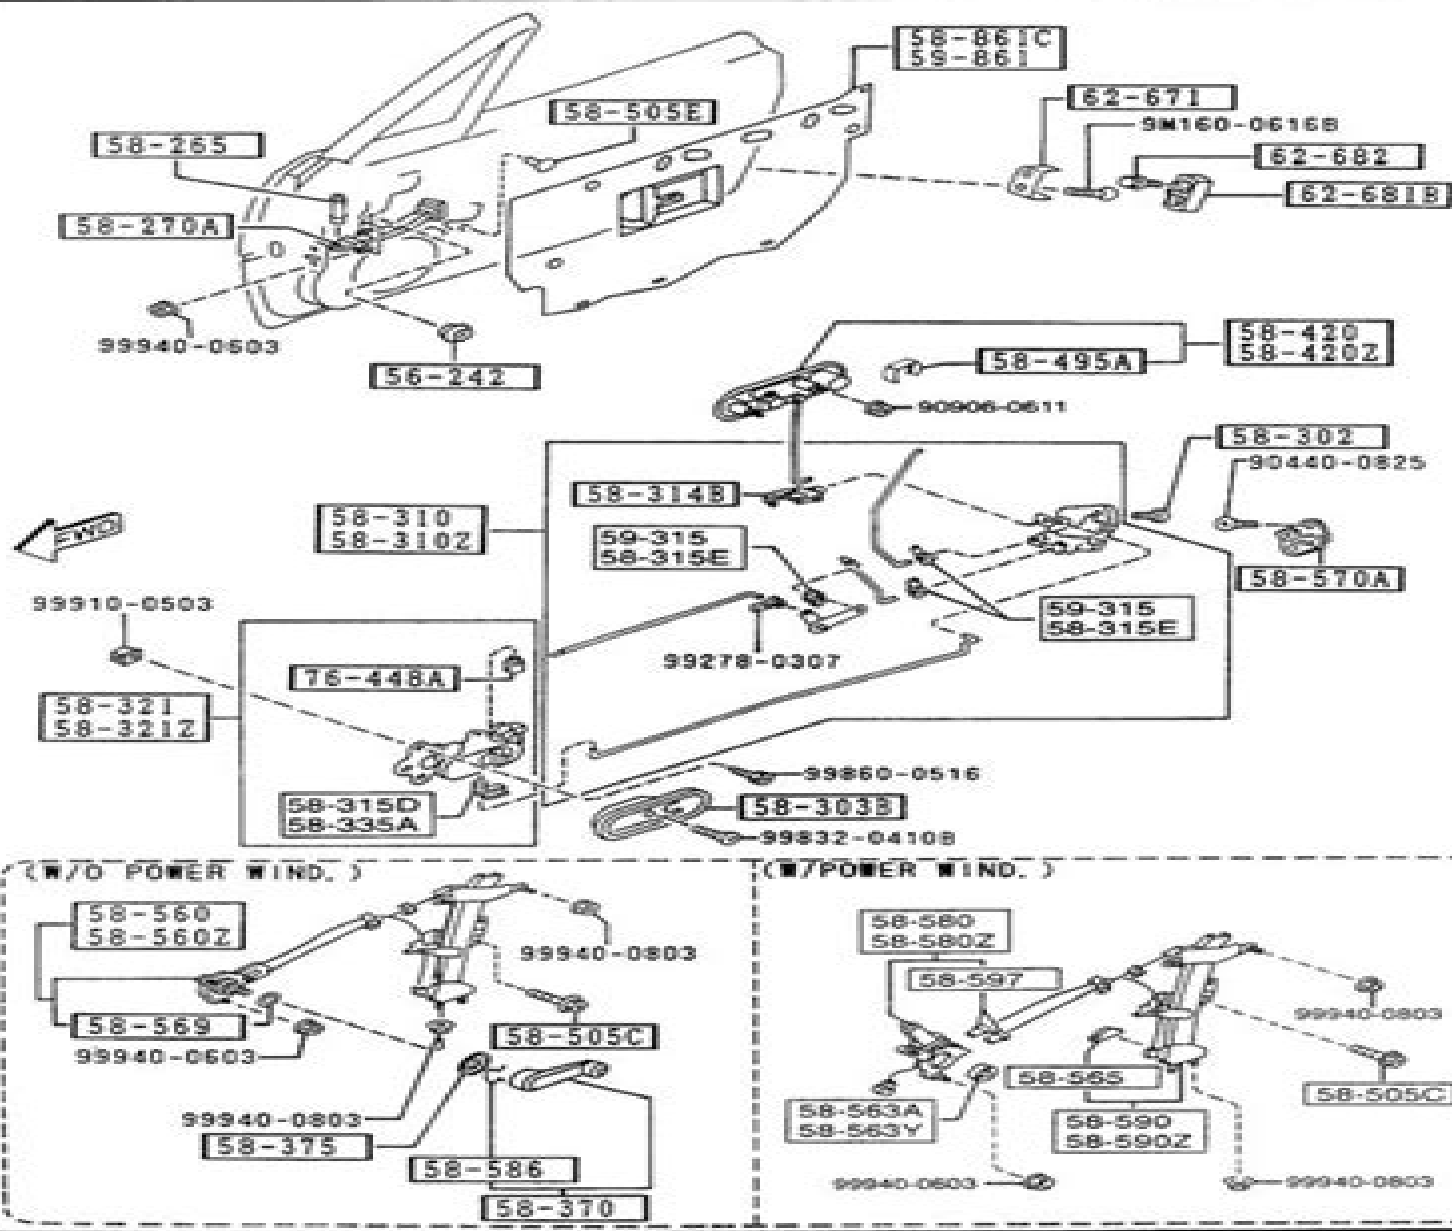 58-861C
59-861
62-671
58-505E
9M160-0616B
58-265
62-682
62-681B
58-270A
99940-0603
56-242
58-420
58-420Z
58-495A
90906-0611
58-302
90440-0825
58-314B
58-310
58-310Z
59-315
58-315E
FWD
58-570A
99910-0503
59-315
58-315E
99278-0307
76-448A
58-321
58-321Z
99860-0516
58-315D
58-335A
58-303B
99832-0410B
(W/O POWER WIND.)
(W/POWER WIND.)
58-560
58-560Z
99940-0803
58-580
58-580Z
58-597
58-569
99940-0603
58-505C
99940-0803
58-565
58-505C
99940-0803
58-375
58-563A
58-563Y
58-590
58-590Z
58-586
99940-0603
99940-0803
58-370